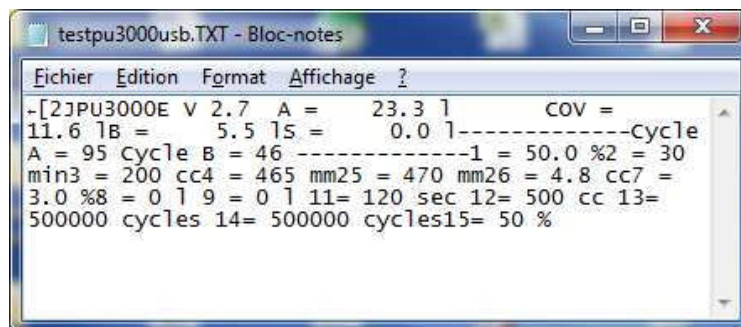 testpu3000usb.TXT - Bloc-notes
Fichier Edition Format Affichage ?
←[2JPU3000E V 2.7 A = 23.3 l COV =
11.6 lB = 5.5 lS = 0.0 l-------------Cycle
A = 95 Cycle B = 46 --------------1 = 50.0 %2 = 30
min3 = 200 cc4 = 465 mm25 = 470 mm26 = 4.8 cc7 =
3.0 %8 = 0 l 9 = 0 l 11= 120 sec 12= 500 cc 13=
500000 cycles 14= 500000 cycles15= 50 %